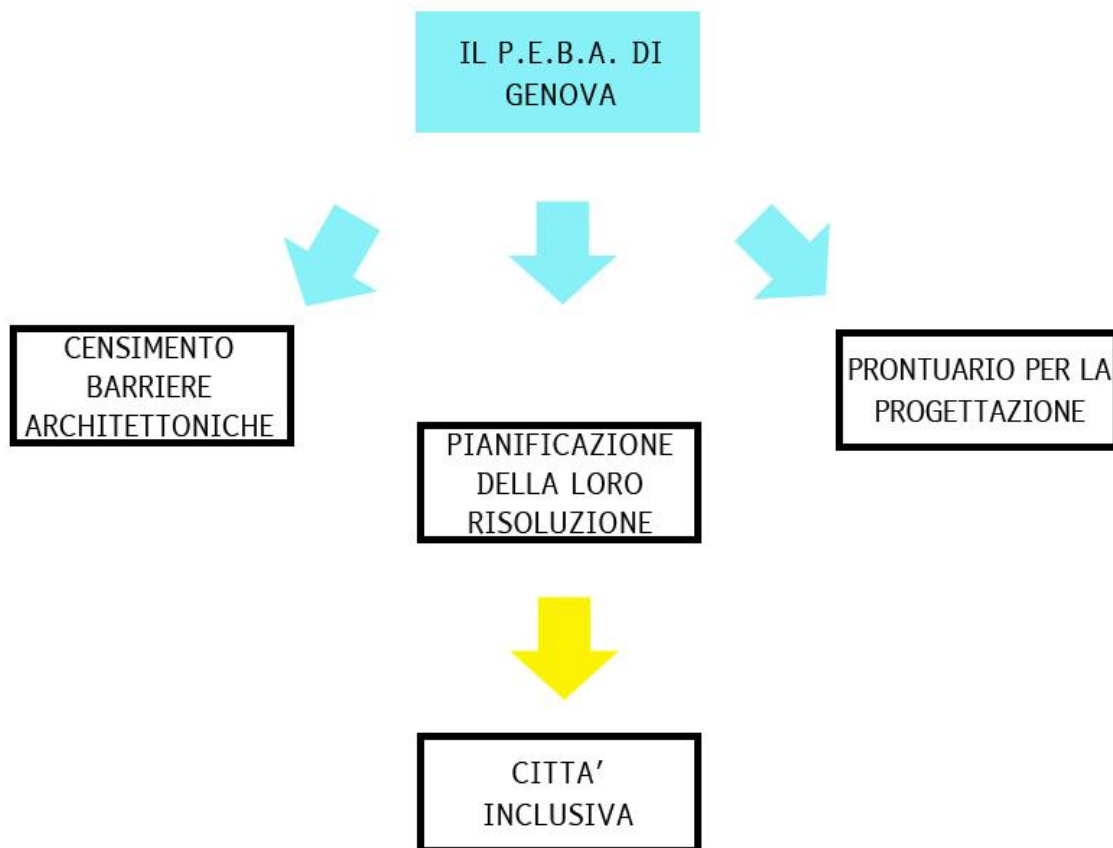 IL P.E.B.A. DI
GENOVA
CENSIMENTO
BARRIERE
ARCHITETTONICHE
PIANIFICAZIONE
DELLA LORO
RISOLUZIONE
PRONTUARIO PER LA
PROGETTAZIONE
CITTA'
INCLUSIVA